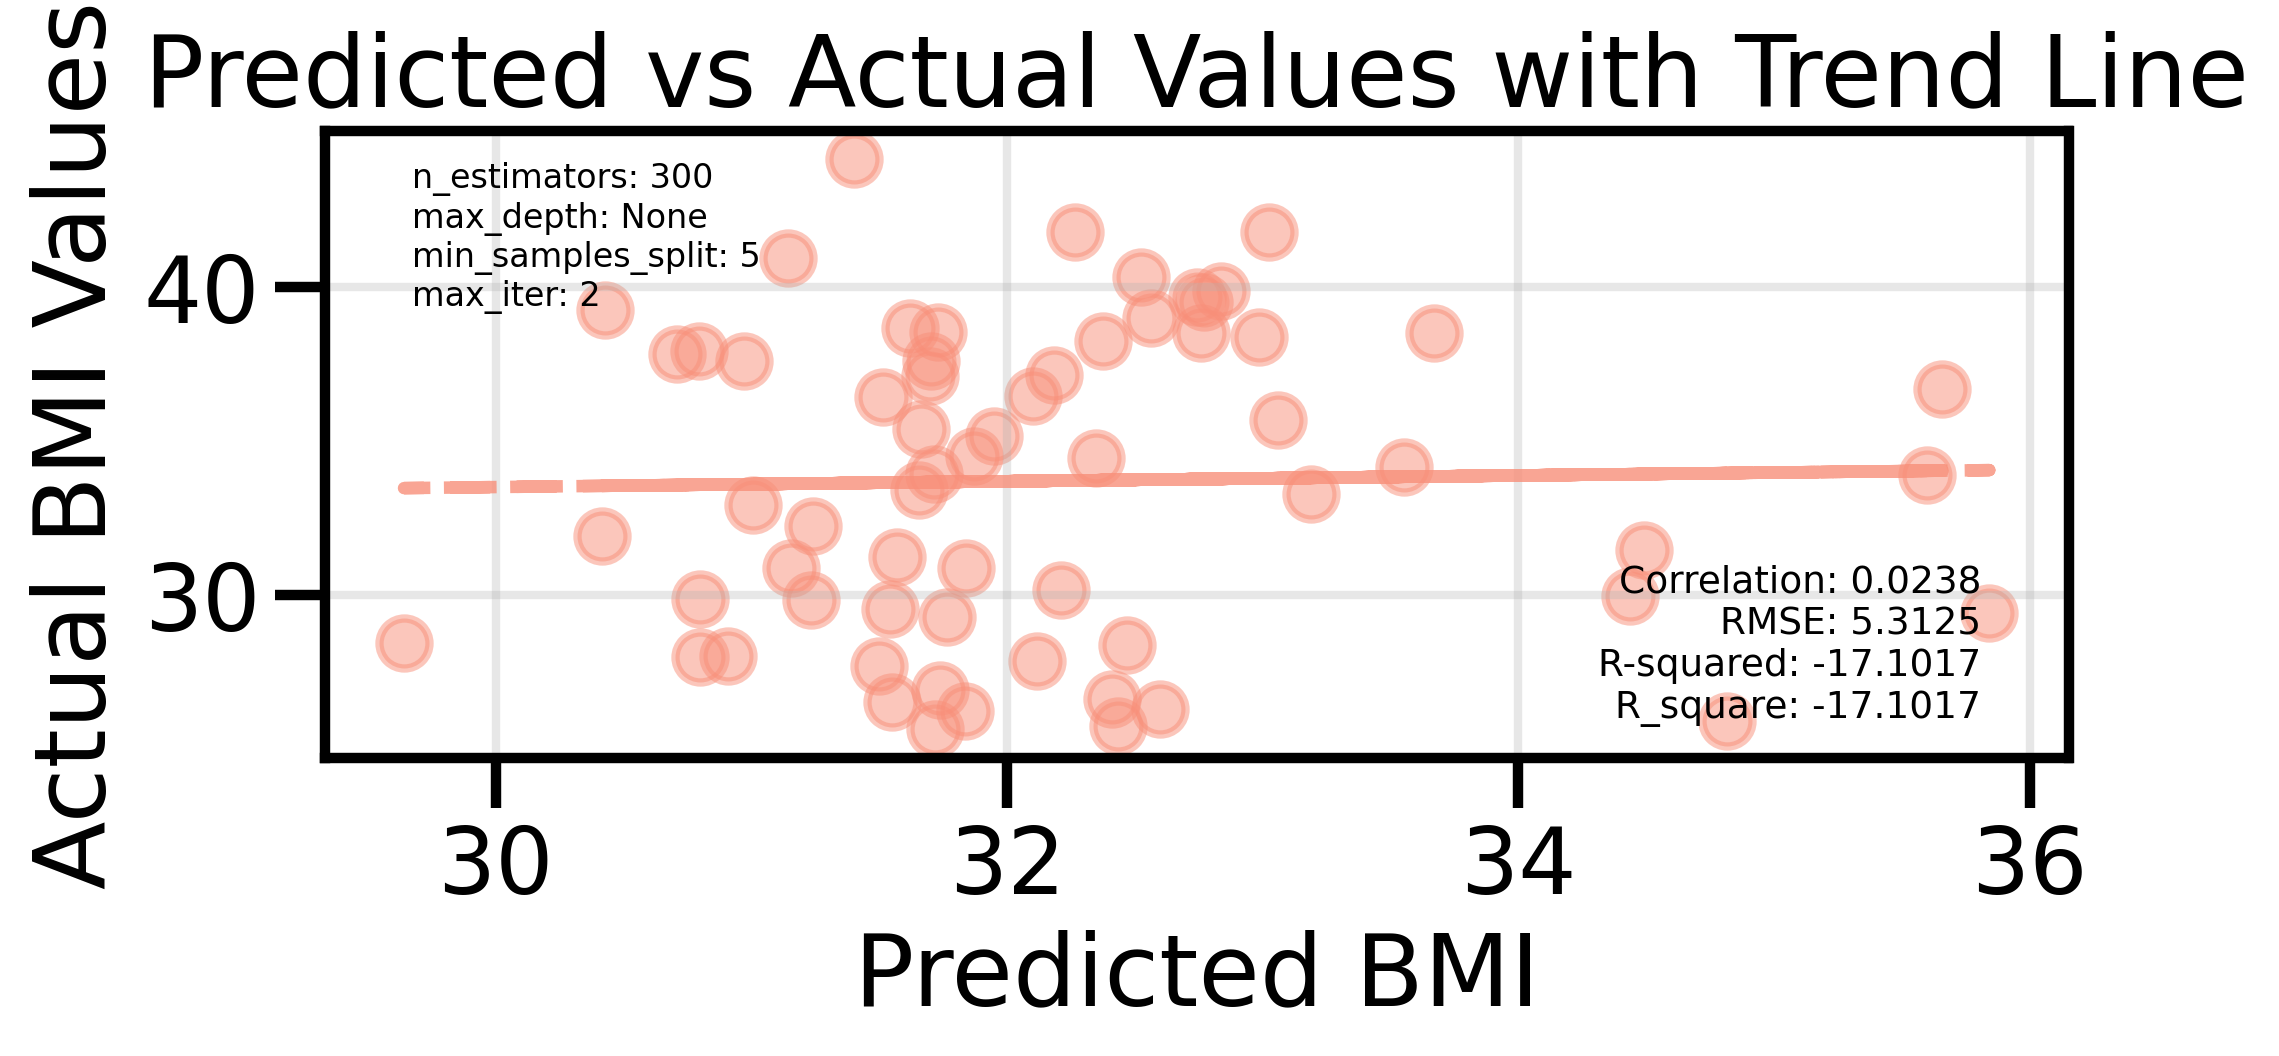 Predicted vs Actual Values with Trend Line
Actual BMI Values
n_estimators: 300
max_depth: None
min_samples_split: 5
max_iter: 2
40
30
Correlation: 0.0238
RMSE: 5.3125
R-squared: -17.1017
R_square: -17.1017
30 32 34 36
Predicted BMI